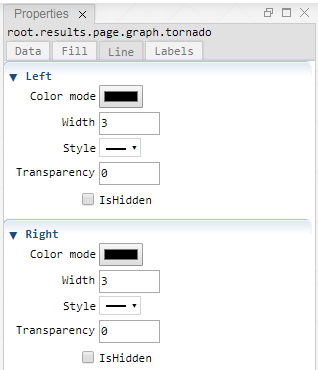 Properties
root.results.page.graph.tornado
Data Fill Line Labels
Left
Color mode
Width 3
Style
Transparency 0
IsHidden
Right
Color mode
Width 3
Style
Transparency 0
IsHidden